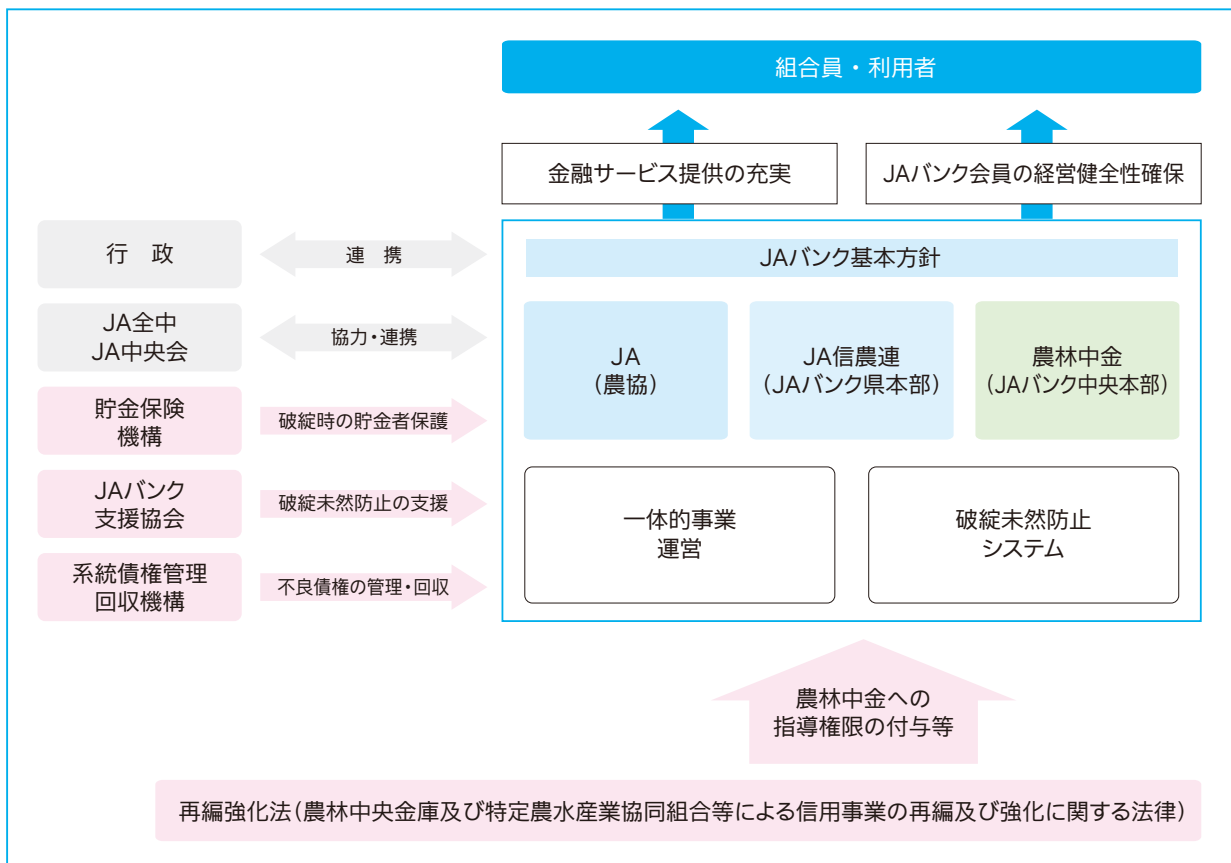 組合員・利用者
金融サービス提供の充実
JAバンク会員の経営健全性確保
行 政
連 携
JAバンク基本方針
JA全中
JA中央会
協力・連携
JA
(農協)
JA信農連
(JAバンク県本部)
農林中金
(JAバンク中央本部)
貯金保険
機構
破綻時の貯金者保護
JAバンク
支援協会
破綻未然防止の支援
一体的事業
運営
破綻未然防止
システム
系統債権管理
回収機構
不良債権の管理・回収
農林中金への
指導権限の付与等
再編強化法(農林中央金庫及び特定農水産業協同組合等による信用事業の再編及び強化に関する法律)